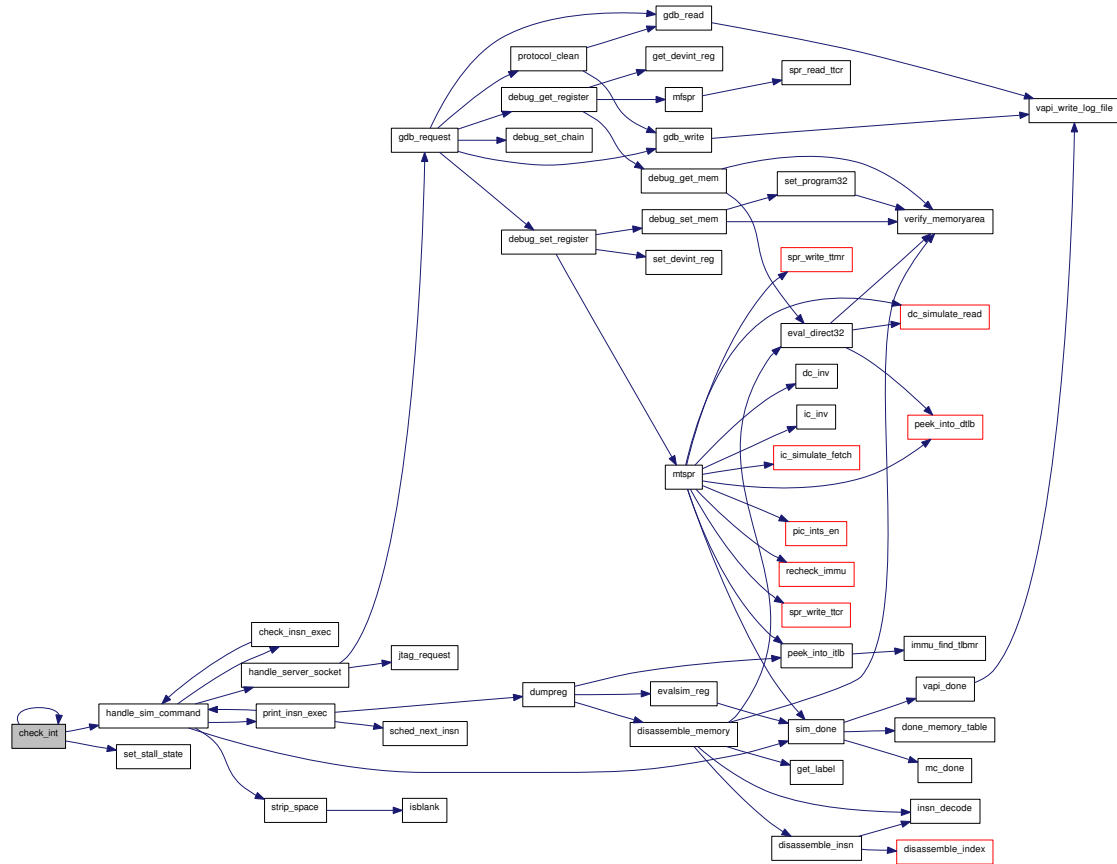 gdb_read
protocol_clean
get_devint_reg
spr_read_ttcr
debug_get_register
mfspr
vapi_write_log_file
gdb_request
debug_set_chain
gdb_write
debug_get_mem
set_program32
debug_set_mem
verify_memoryarea
debug_set_register
set_devint_reg
spr_write_ttmr
dc_simulate_read
eval_direct32
dc_inv
ic_inv
peek_into_dtlb
ic_simulate_fetch
mtspr
pic_ints_en
recheck_immu
spr_write_ttcr
check_insn_exec
immu_find_tlbmr
jtag_request
peek_into_itlb
handle_server_socket
dumpreg
evalsim_reg
vapi_done
handle_sim_command
print_insn_exec
check_int
sched_next_insn
disassemble_memory
sim_done
done_memory_table
set_stall_state
get_label
mc_done
strip_space
isblank
insn_decode
disassemble_insn
disassemble_index